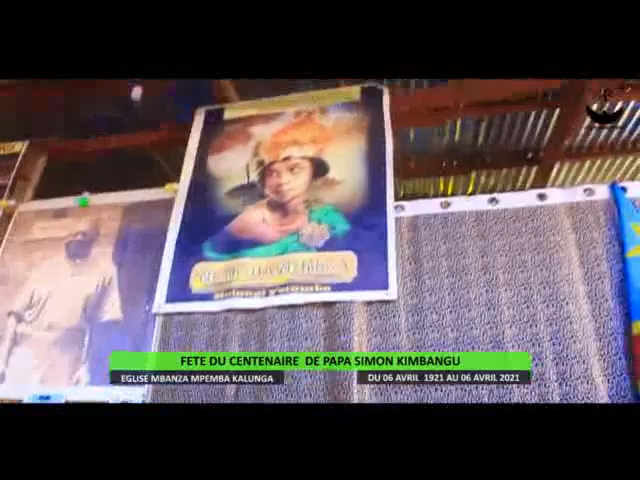 FETE DU CENTENAIRE DE PAPA SIMON KIMBANGU
EGLISE MBANZA MPEMBA KALUNGA
DU 06 AVRIL 1921 AU 06 AVRIL 2021